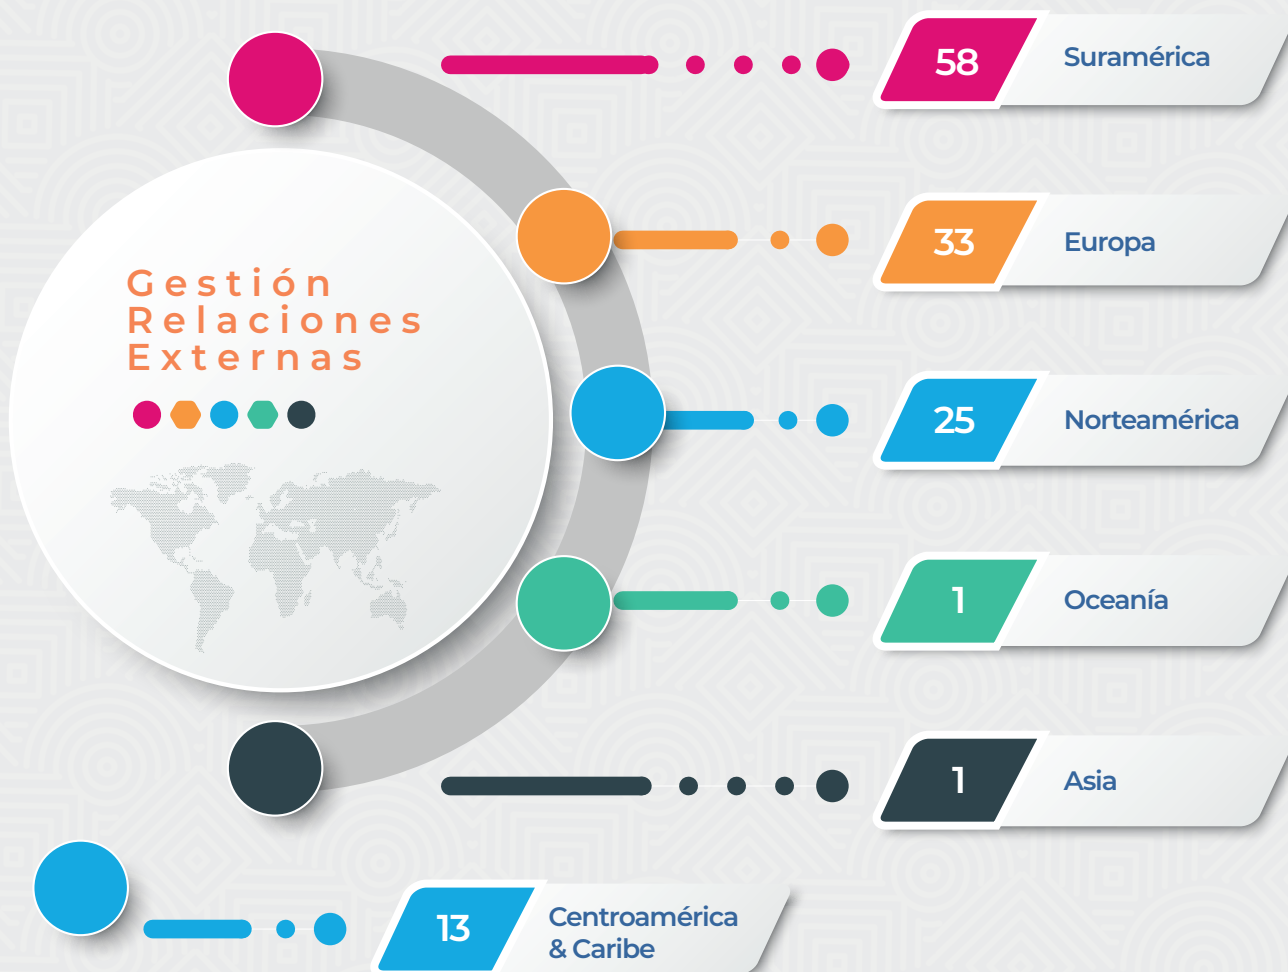 Gestión
Relaciones
Externas
58
Suramérica
33
Europa
25
Norteamérica
1
Oceanía
1
Asia
13
Centroamérica
& Caribe